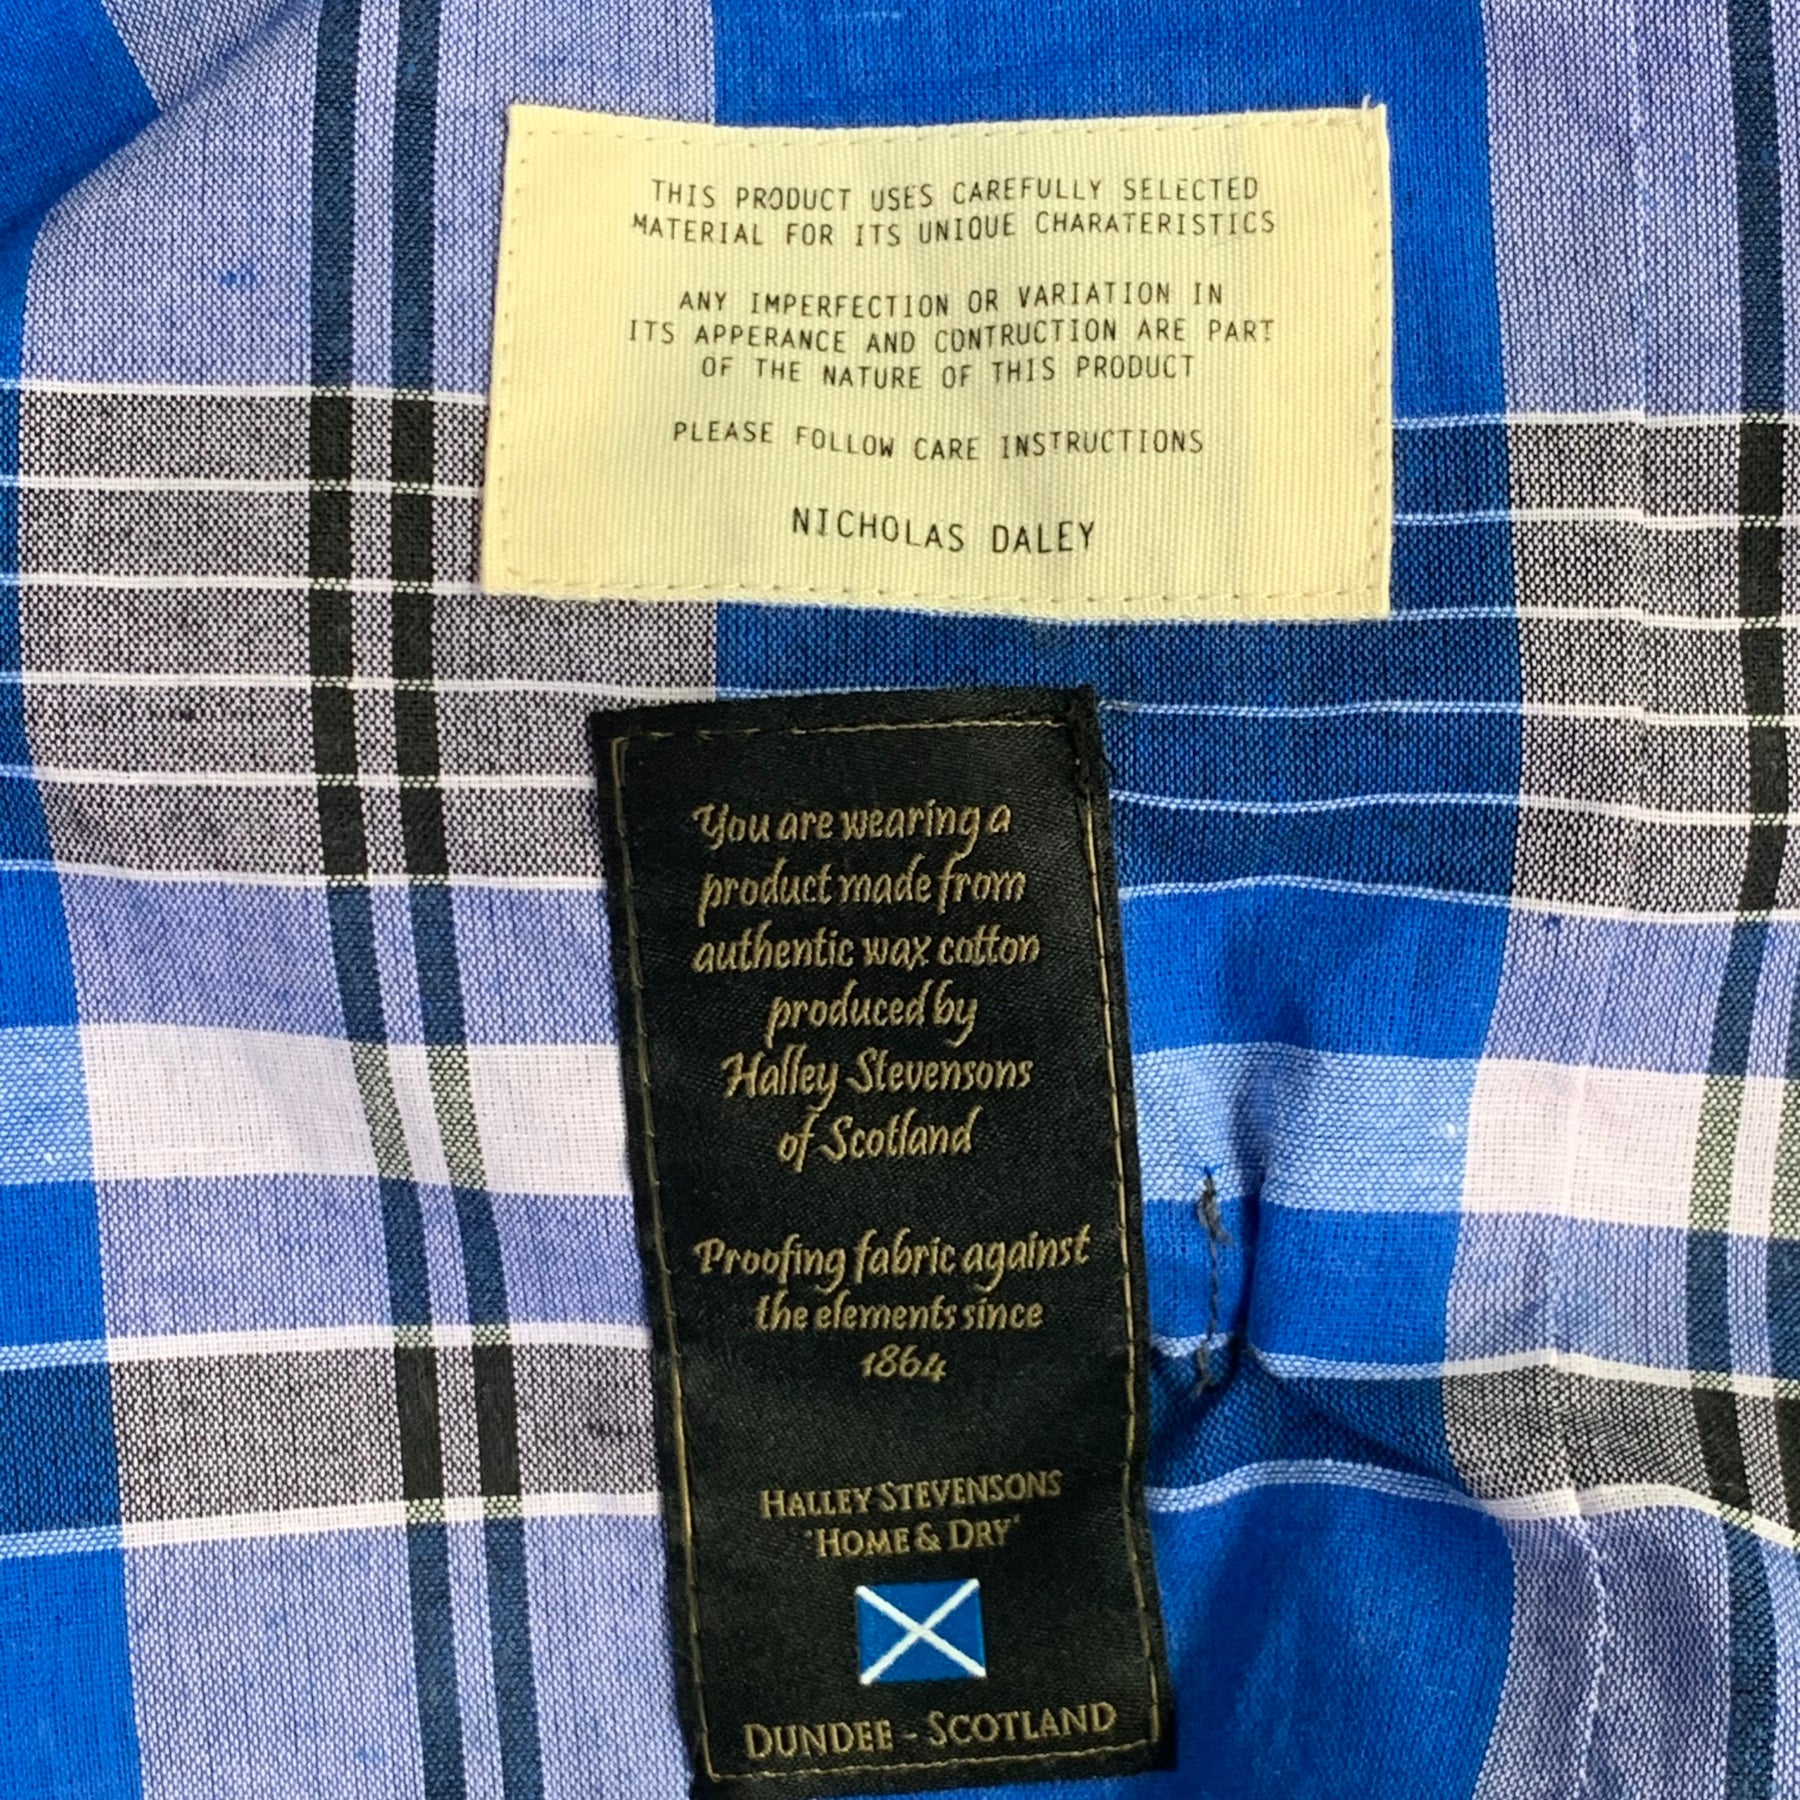 THIS PRODUCT USES CAREFULLY SELECTED
MATERIAL FOR ITS UNIQUE CHARATERISTICS
ANY IMPERFECTION OR VARIATION IN
ITS APPERANCE AND CONTRUCTION ARE PART
OF THE NATURE OF THIS PRODUCT
PLEASE FOLLOW CARE INSTRUCTIONS
NICHOLAS DALEY
You are wearing a
product made from
authentic wax cotton
produced by
Halley Stevensons
of Scotland
Proofing fabric against
the elements since
1864
HALLEY STEVENSONS
'HOME & DRY'
DUNDEE - SCOTLAND